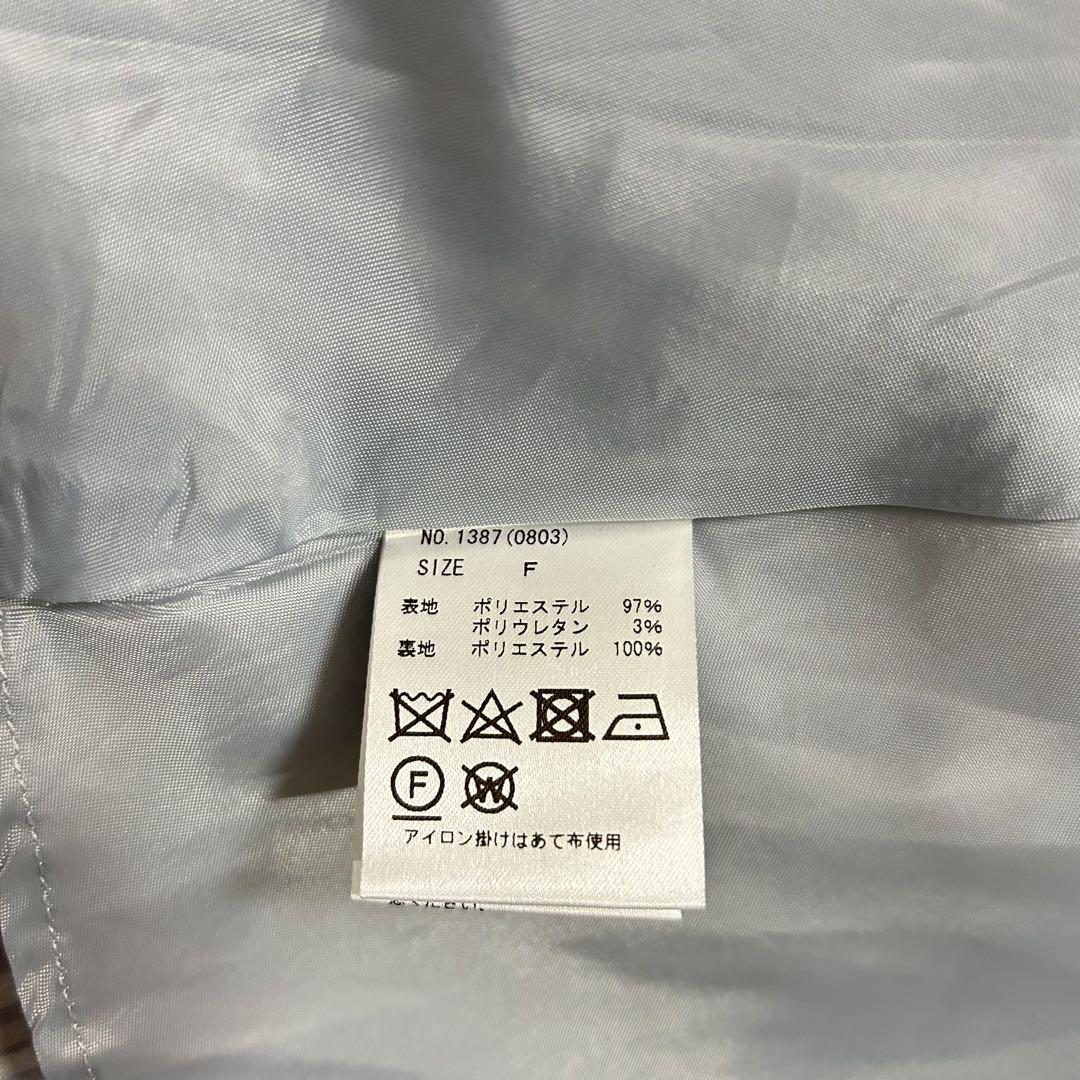 NO. 1387(0803)
SIZE F
表地 ポリエステル 97%
ポリウレタン 3%
裏地 ポリエステル 100%
F
W
アイロン掛けはあて布使用